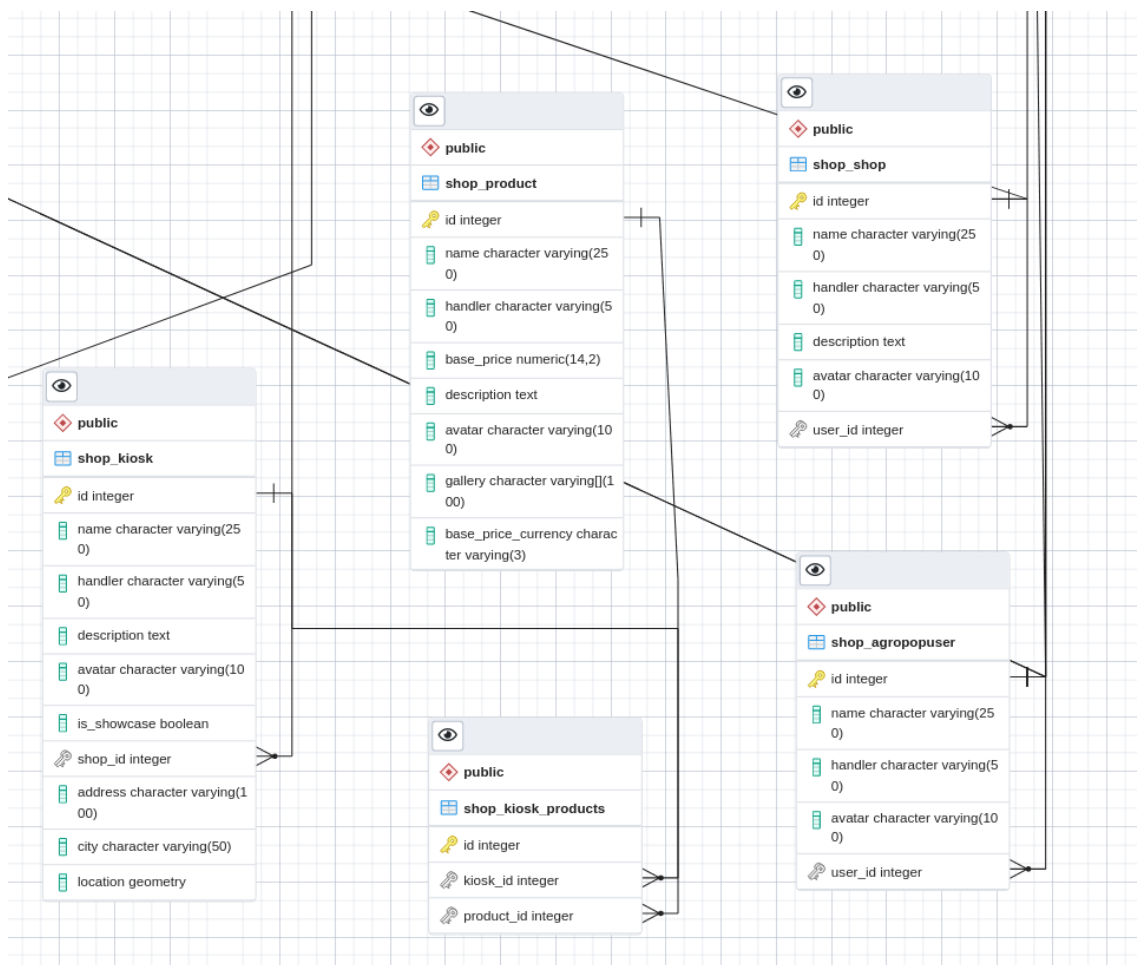 public
shop_product
id integer
name character varying(25
0)
handler character varying(5
0)
base_price numeric(14,2)
description text
avatar character varying(10
0)
gallery character varying[](1
00)
base_price_currency charac
ter varying(3)
public
shop_shop
id integer
name character varying(25
0)
handler character varying(5
0)
description text
avatar character varying(10
0)
user_id integer
public
shop_kiosk
id integer
name character varying(25
0)
handler character varying(5
0)
description text
avatar character varying(10
0)
is_showcase boolean
shop_id integer
address character varying(1
00)
city character varying(50)
location geometry
public
shop_kiosk_products
id integer
kiosk_id integer
product_id integer
public
shop_agropopuser
id integer
name character varying(25
0)
handler character varying(5
0)
avatar character varying(10
0)
user_id integer